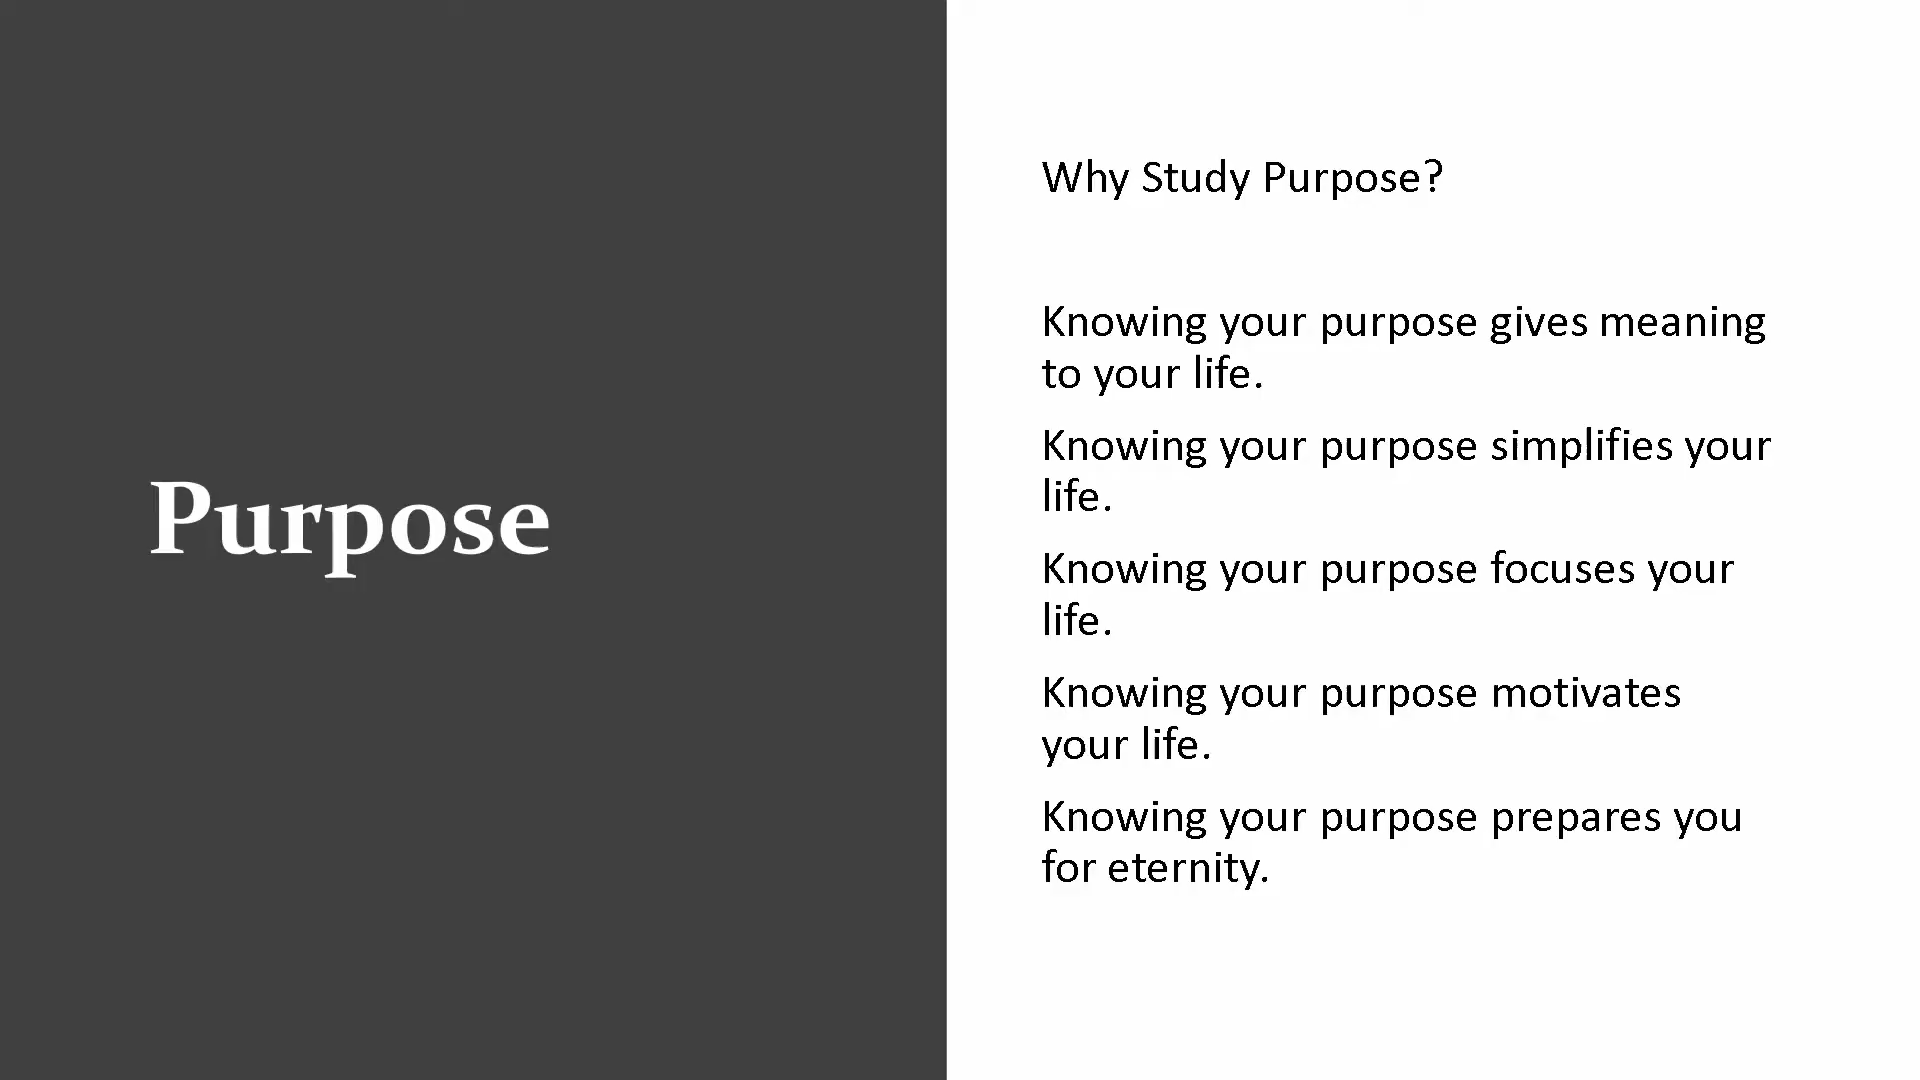 Purpose
Why Study Purpose?
Knowing your purpose gives meaning
to your life.
Knowing your purpose simplifies your
life.
Knowing your purpose focuses your
life.
Knowing your purpose motivates
your life.
Knowing your purpose prepares you
for eternity.